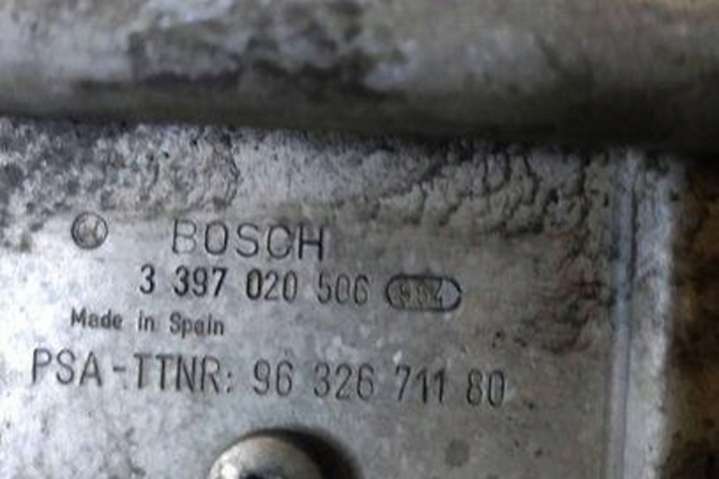 BOSCH
3 397 020 506
Made in Spain
PSA-TTNR: 96 326 711 80